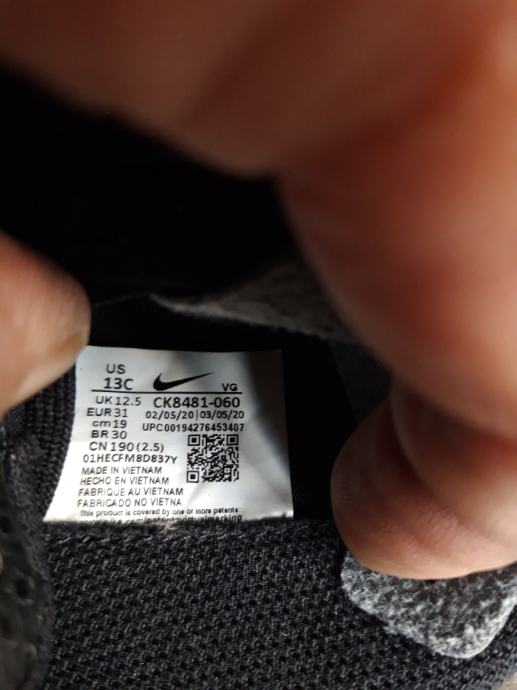 US
13C
VG
UK 12.5 CK8481-060
EUR 31 02/05/20 | 03/05/20
cm 19 UPC00194276453407
BR 30
CN 190 (2.5)
01HECFM8D837Y
MADE IN VIETNAM
HECHO EN VIETNAM
FABRIQUE AU VIETNAM
FABRICADO NO VIETNA
This product is covered by one or more patents